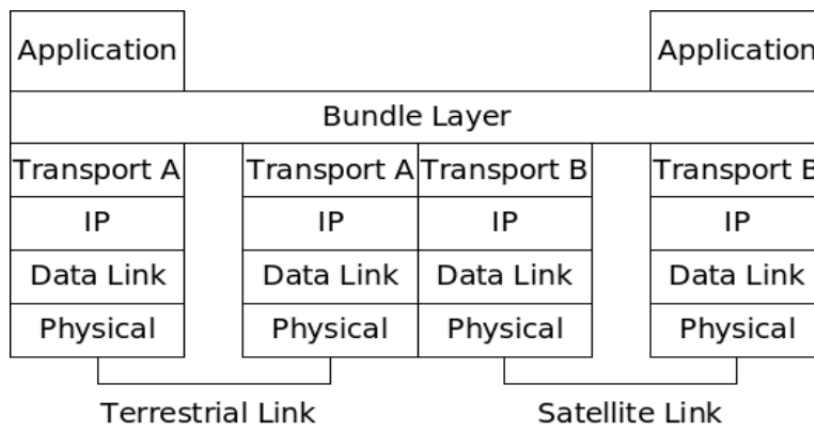 Application Application
Bundle Layer
Transport A Transport A Transport B Transport B
IP IP IP IP
Data Link Data Link Data Link Data Link
Physical Physical Physical Physical
Terrestrial Link Satellite Link